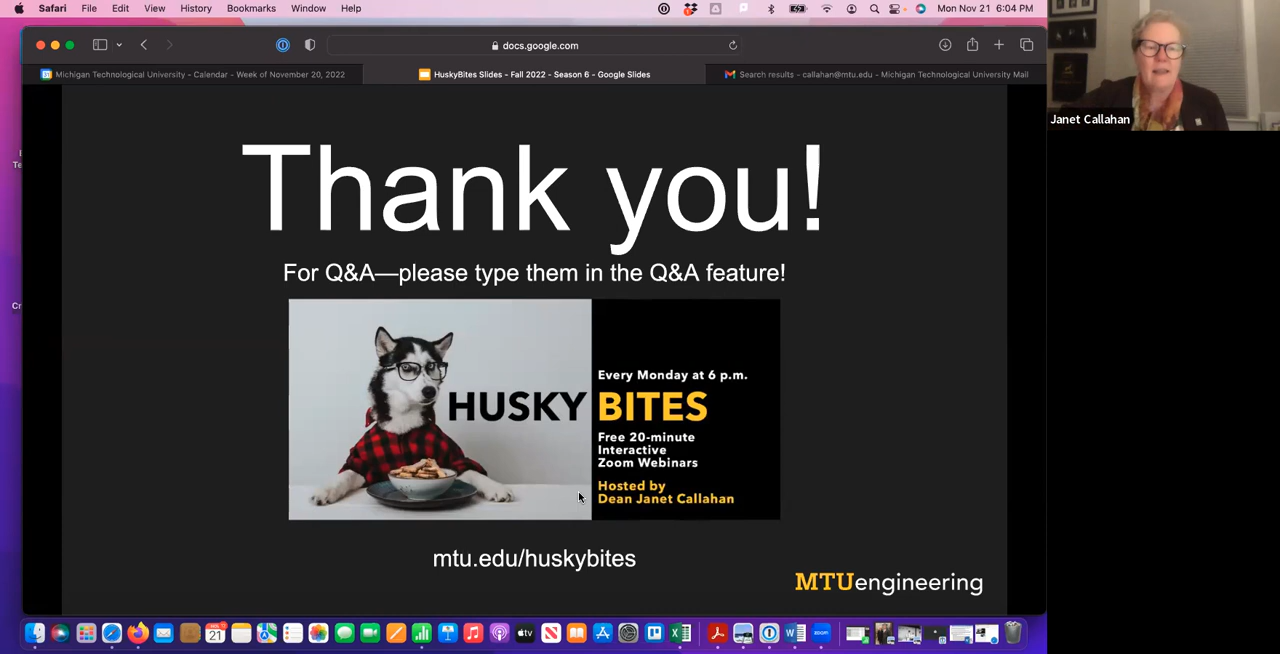 Safari File Edit View History Bookmarks Window Help Mon Nov 21 6:04 PM
docs.google.com
Michigan Technological University - Calendar - Week of November 20, 2022
HuskyBites Slides - Fall 2022 - Season 6 - Google Slides
Search results - callahan@mtu.edu - Michigan Technological University Mail
Janet Callahan
Thank you!
For Q&A—please type them in the Q&A feature!
Every Monday at 6 p.m.
HUSKY BITES
Free 20-minute
Interactive
Zoom Webinars
Hosted by
Dean Janet Callahan
mtu.edu/huskybites
MTUengineering
21
tv
zoom